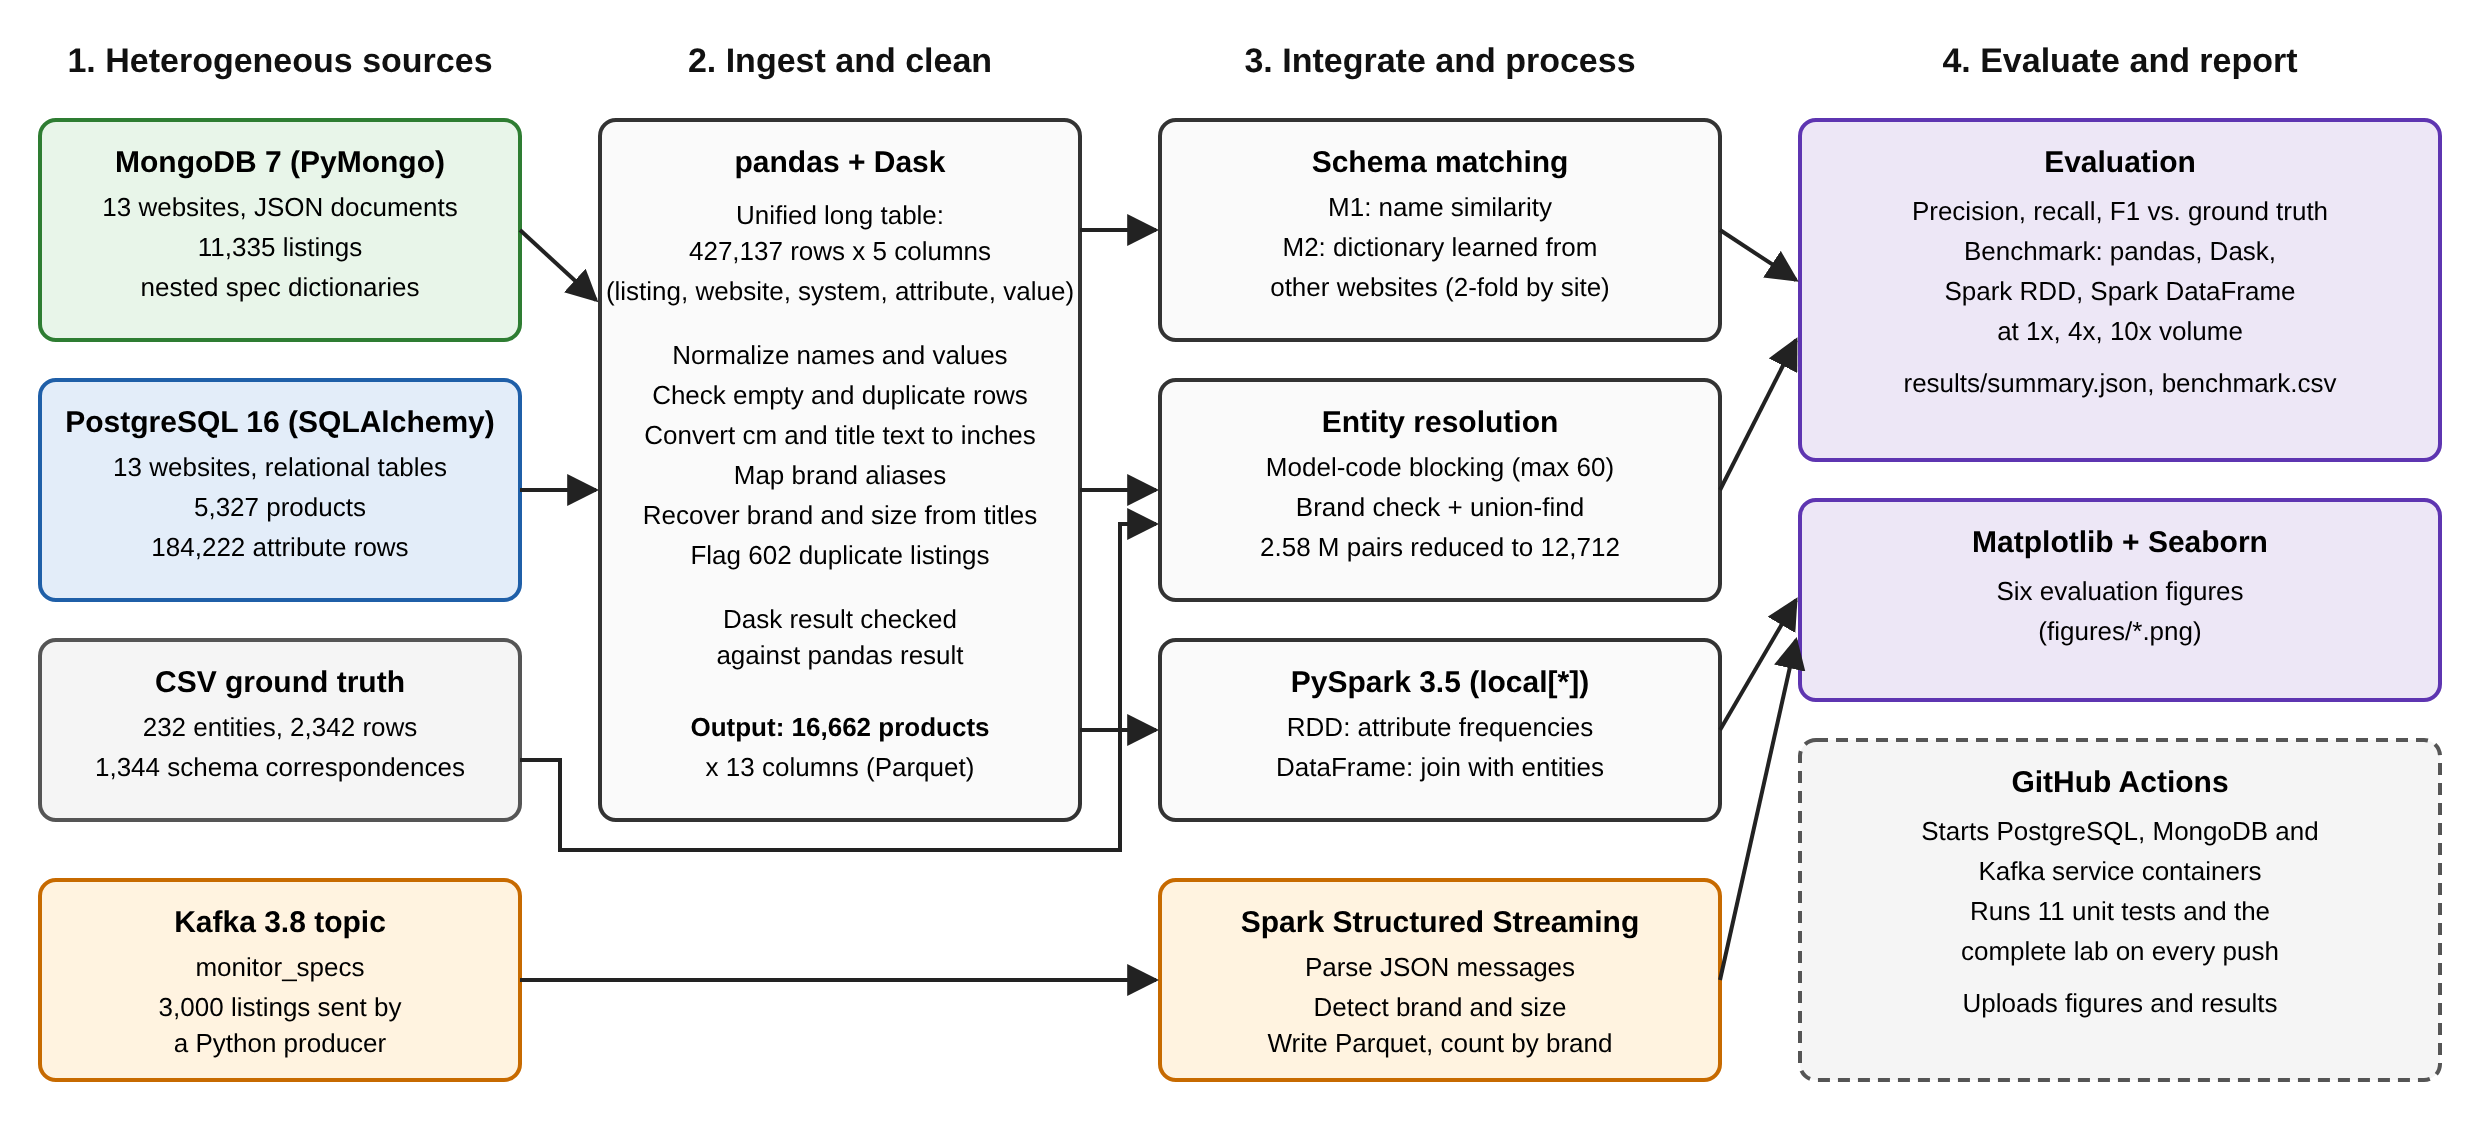 1. Heterogeneous sources
MongoDB 7 (PyMongo)
13 websites, JSON documents
11,335 listings
nested spec dictionaries
PostgreSQL 16 (SQLAlchemy)
13 websites, relational tables
5,327 products
184,222 attribute rows
CSV ground truth
232 entities, 2,342 rows
1,344 schema correspondences
Kafka 3.8 topic
monitor_specs
3,000 listings sent by
a Python producer
2. Ingest and clean
pandas + Dask
Unified long table:
427,137 rows x 5 columns
(listing, website, system, attribute, value)
Normalize names and values
Check empty and duplicate rows
Convert cm and title text to inches
Map brand aliases
Recover brand and size from titles
Flag 602 duplicate listings
Dask result checked
against pandas result
Output: 16,662 products
x 13 columns (Parquet)
3. Integrate and process
Schema matching
M1: name similarity
M2: dictionary learned from
other websites (2-fold by site)
Entity resolution
Model-code blocking (max 60)
Brand check + union-find
2.58 M pairs reduced to 12,712
PySpark 3.5 (local[*])
RDD: attribute frequencies
DataFrame: join with entities
Spark Structured Streaming
Parse JSON messages
Detect brand and size
Write Parquet, count by brand
4. Evaluate and report
Evaluation
Precision, recall, F1 vs. ground truth
Benchmark: pandas, Dask,
Spark RDD, Spark DataFrame
at 1x, 4x, 10x volume
results/summary.json, benchmark.csv
Matplotlib + Seaborn
Six evaluation figures
(figures/*.png)
GitHub Actions
Starts PostgreSQL, MongoDB and
Kafka service containers
Runs 11 unit tests and the
complete lab on every push
Uploads figures and results